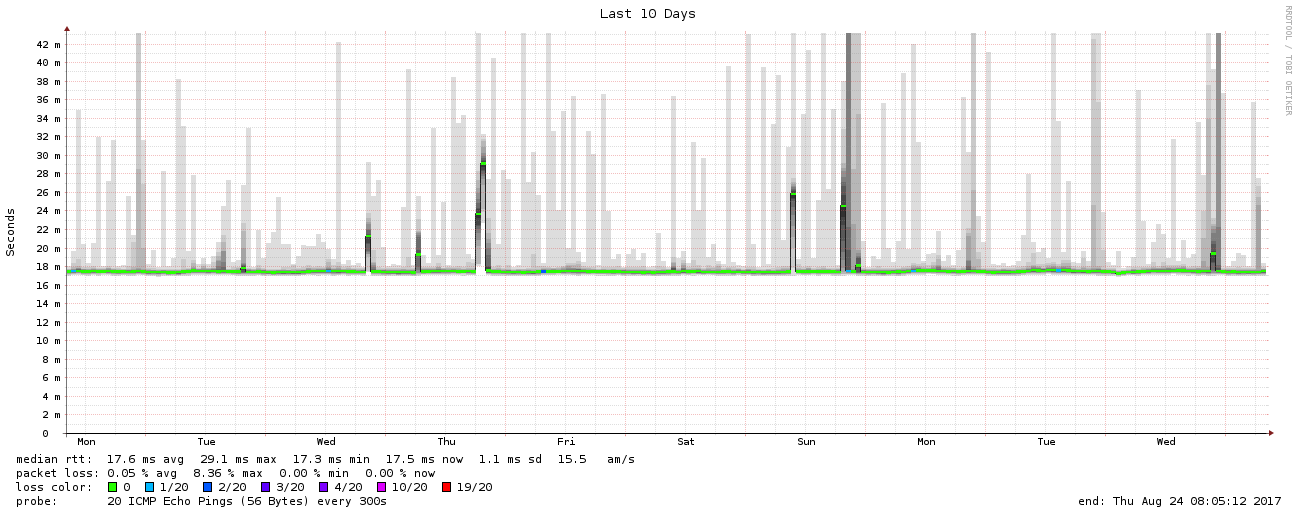 Last 10 Days
RRDTOOL / TOBI OETIKER
Seconds
42 m
40 m
38 m
36 m
34 m
32 m
30 m
28 m
26 m
24 m
22 m
20 m
18 m
16 m
14 m
12 m
10 m
8 m
6 m
4 m
2 m
0
Mon Tue Wed Thu Fri Sat Sun Mon Tue Wed
median rtt: 17.6 ms avg 29.1 ms max 17.3 ms min 17.5 ms now 1.1 ms sd 15.5 am/s
packet loss: 0.05 % avg 8.36 % max 0.00 % min 0.00 % now
loss color: 0 1/20 2/20 3/20 4/20 10/20 19/20
probe: 20 ICMP Echo Pings (56 Bytes) every 300s end: Thu Aug 24 08:05:12 2017